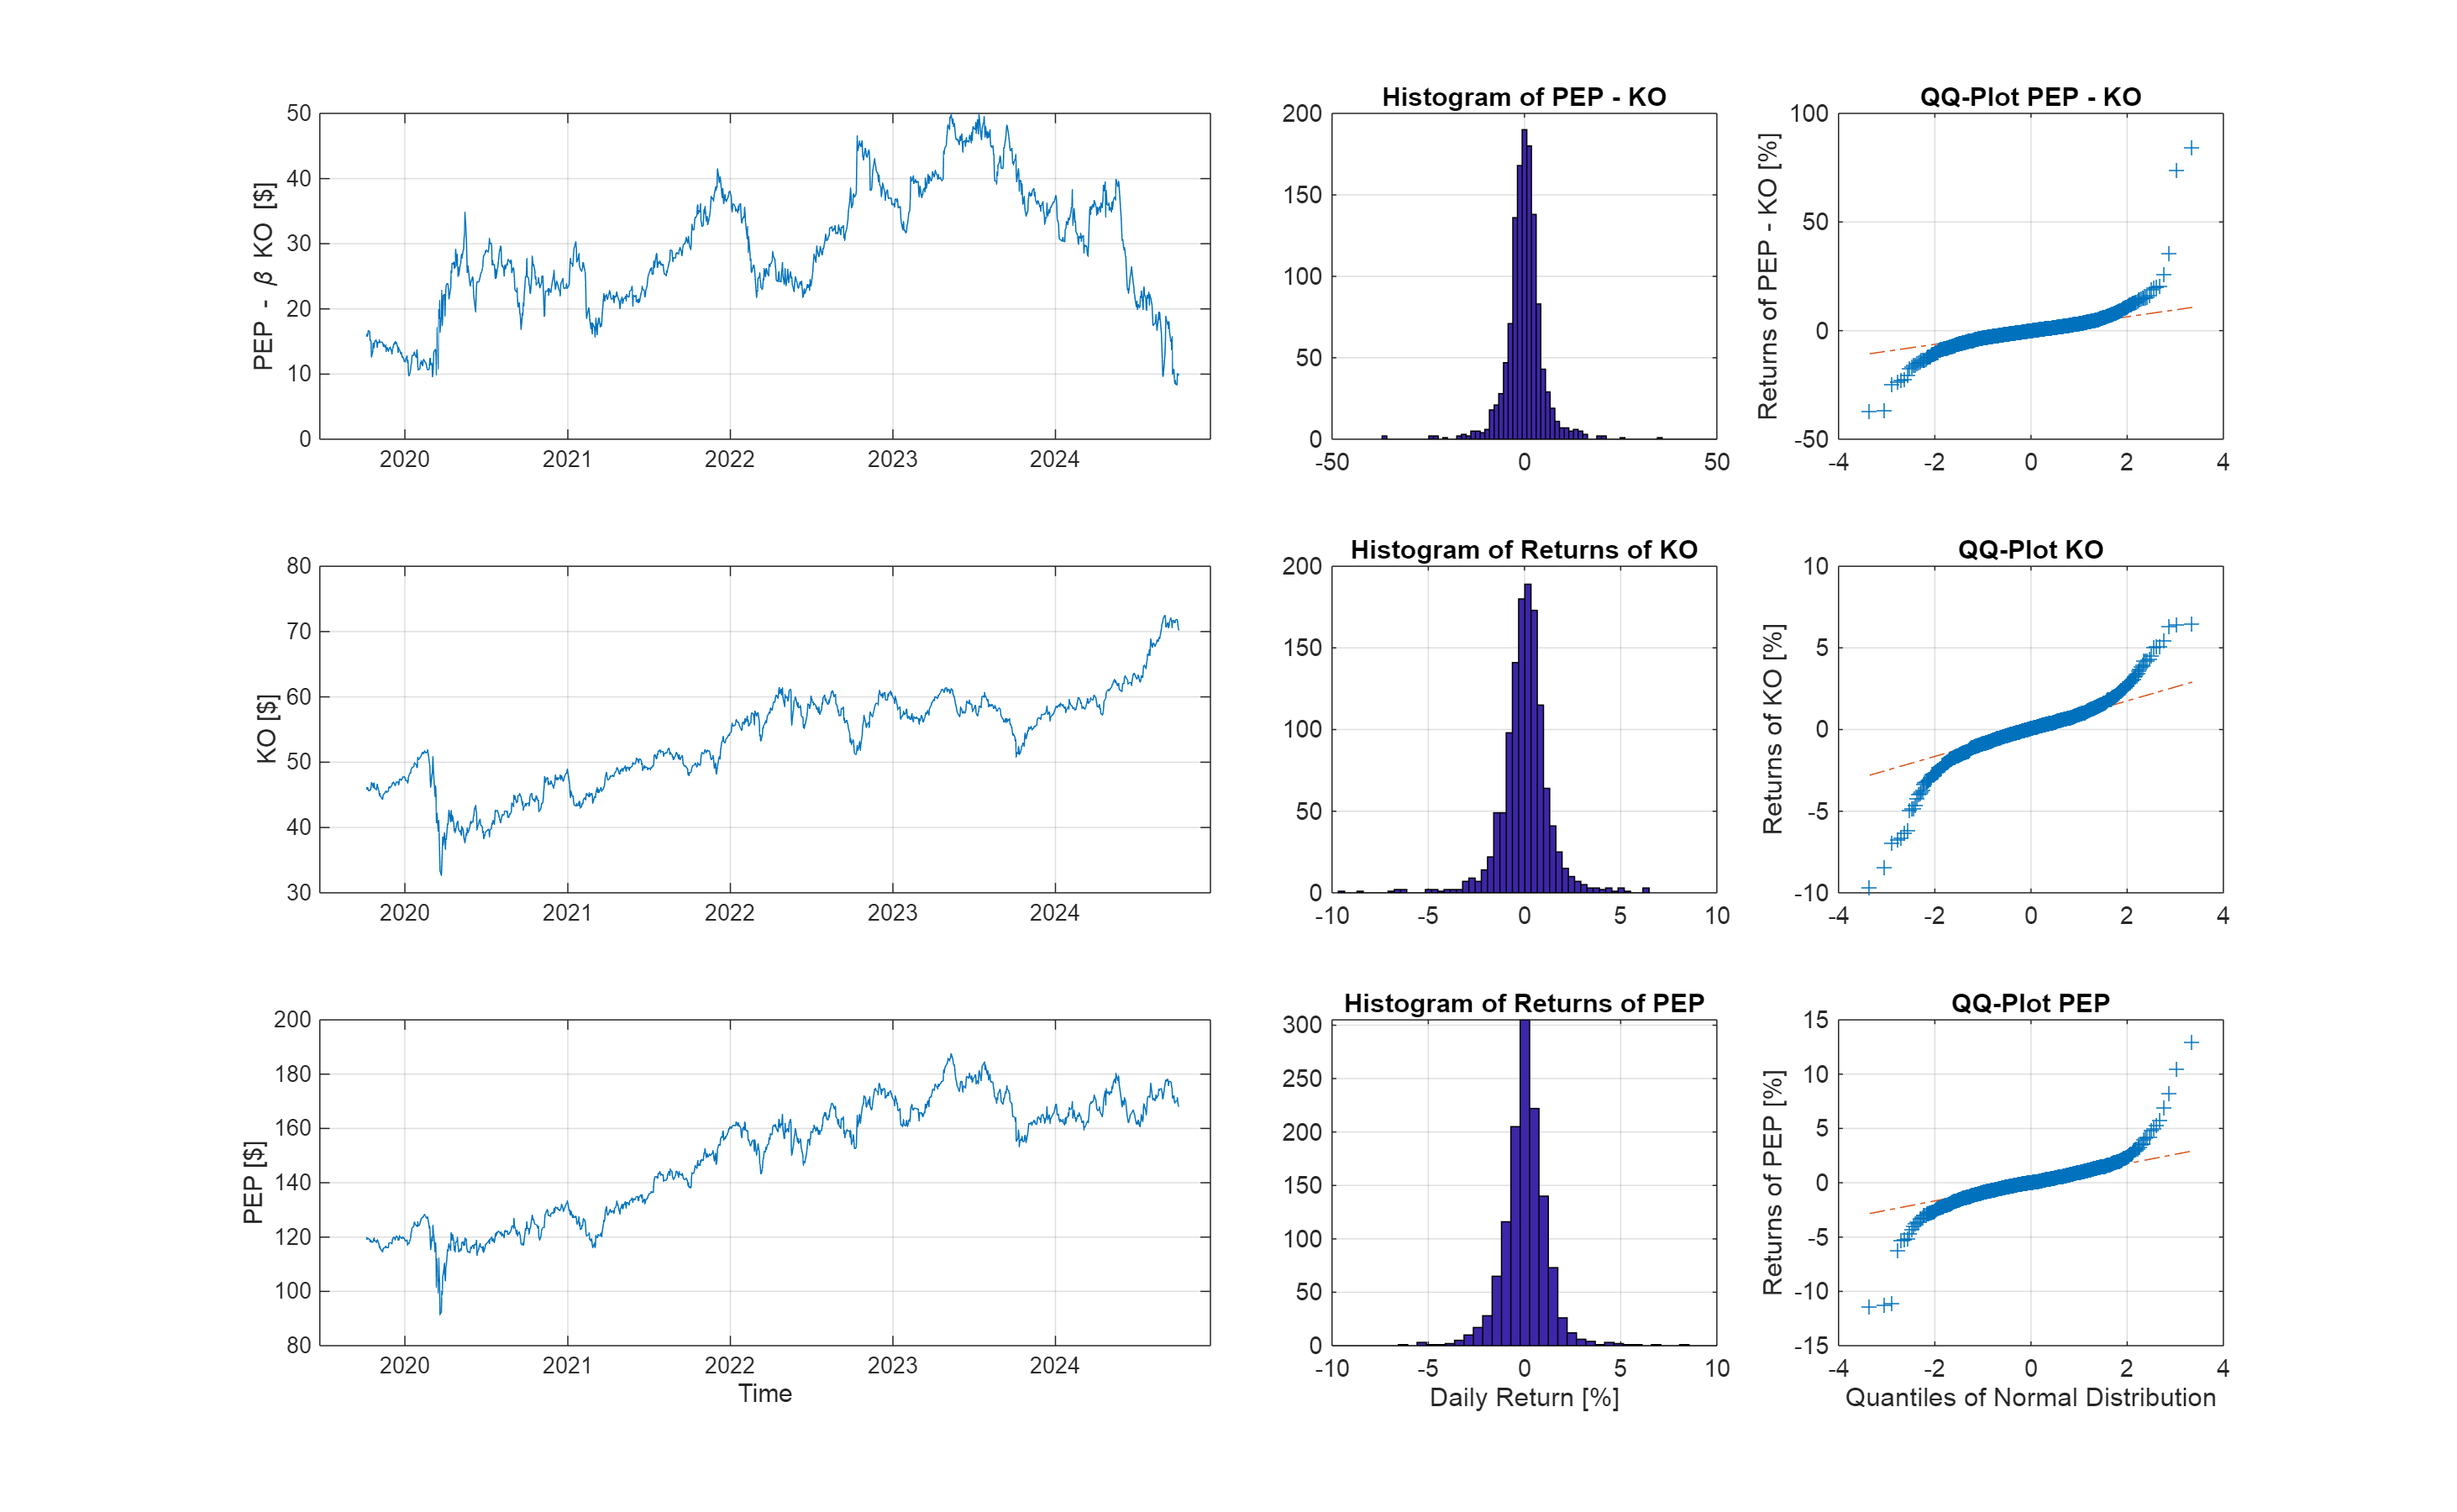 Histogram of PEP - KO
QQ-Plot PEP - KO
PEP - β KO [$]
50
40
30
20
10
0
2020 2021 2022 2023 2024
200
150
100
50
0
-50 0 50
Returns of PEP - KO [%]
100
50
0
-50
-4 -2 0 2 4
Histogram of Returns of KO
QQ-Plot KO
KO [$]
80
70
60
50
40
30
2020 2021 2022 2023 2024
200
150
100
50
0
-10 -5 0 5 10
Returns of KO [%]
10
5
0
-5
-10
-4 -2 0 2 4
Histogram of Returns of PEP
QQ-Plot PEP
PEP [$]
200
180
160
140
120
100
80
2020 2021 2022 2023 2024
Time
300
250
200
150
100
50
0
-10 -5 0 5 10
Daily Return [%]
Returns of PEP [%]
15
10
5
0
-5
-10
-15
-4 -2 0 2 4
Quantiles of Normal Distribution